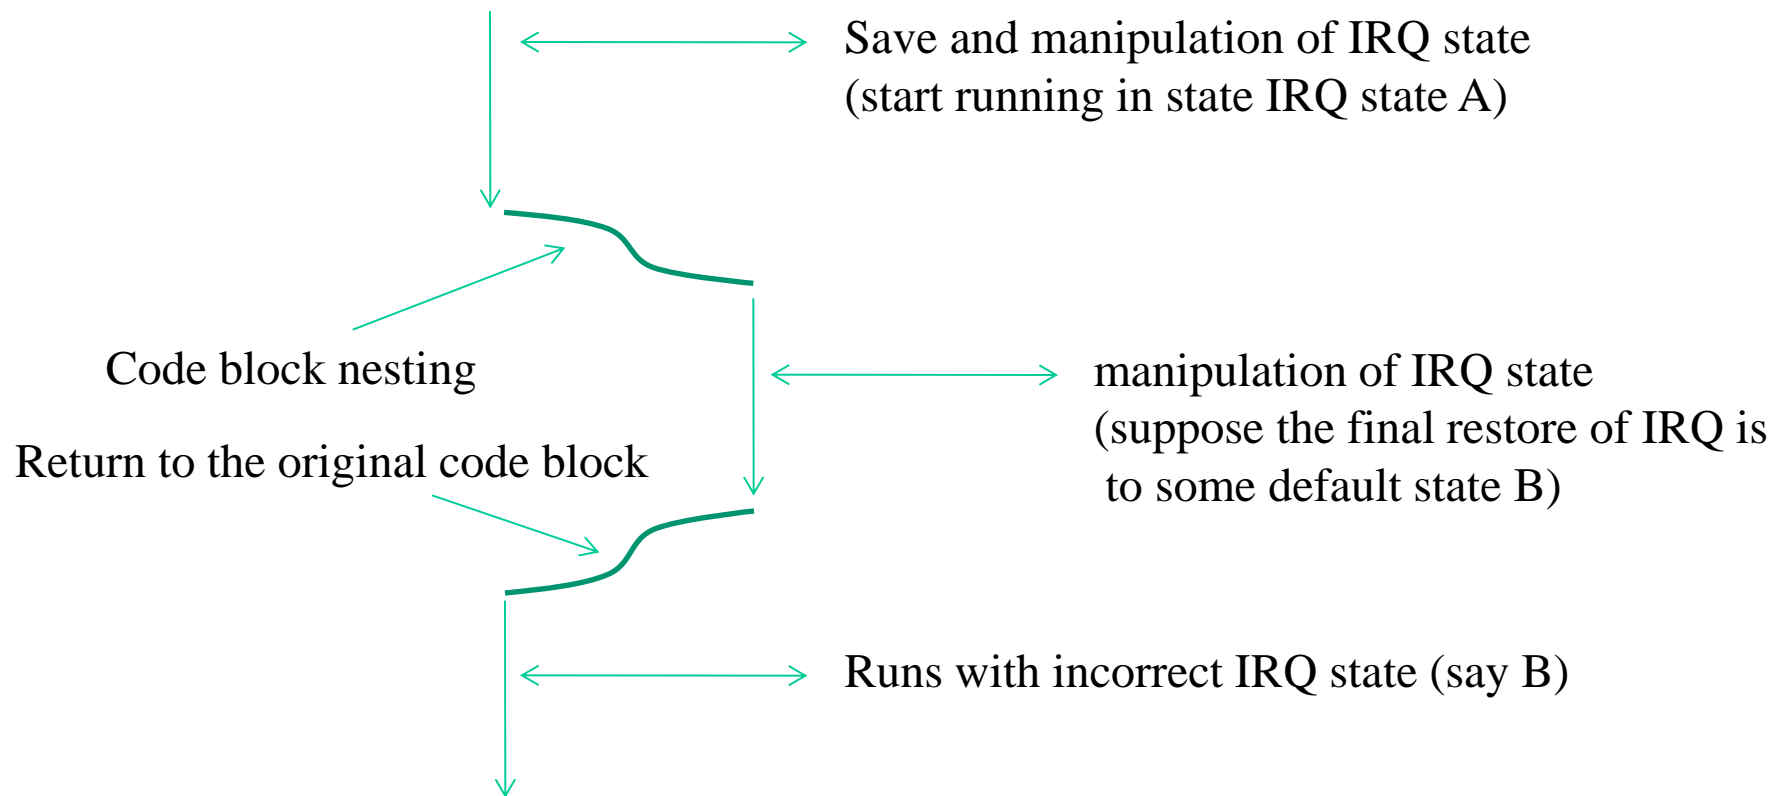 Save and manipulation of IRQ state
(start running in state IRQ state A)
Code block nesting
manipulation of IRQ state
(suppose the final restore of IRQ is
to some default state B)
Return to the original code block
Runs with incorrect IRQ state (say B)